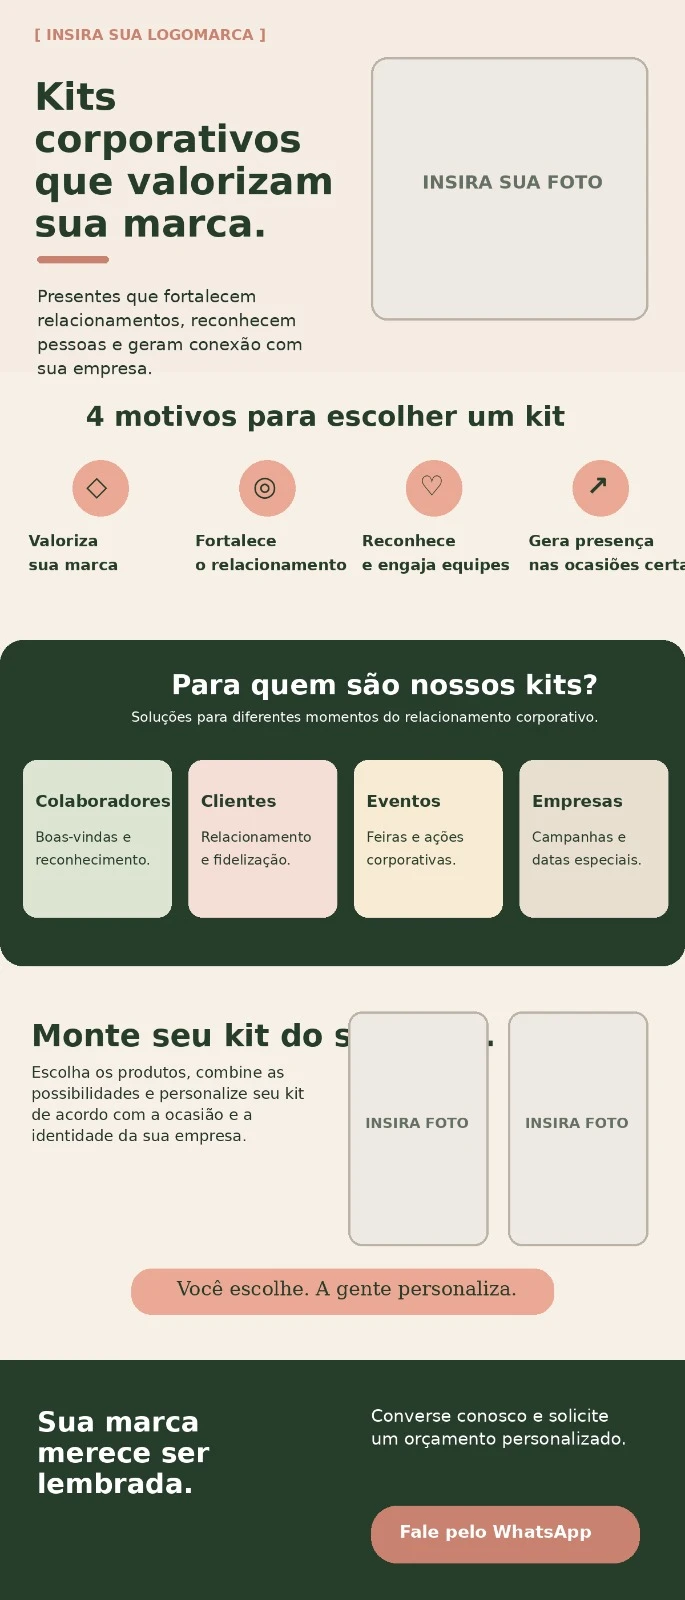 [ INSIRA SUA LOGOMARCA ]
Kits
corporativos
que valorizam
sua marca.
INSIRA SUA FOTO
Presentes que fortalecem
relacionamentos, reconhecem
pessoas e geram conexão com
sua empresa.
4 motivos para escolher um kit
Valoriza
sua marca
Fortalece
o relacionamento
Reconhece
e engaja equipes
Gera presença
nas ocasiões certa
Para quem são nossos kits?
Soluções para diferentes momentos do relacionamento corporativo.
Colaboradores
Boas-vindas e
reconhecimento.
Clientes
Relacionamento
e fidelização.
Eventos
Feiras e ações
corporativas.
Empresas
Campanhas e
datas especiais.
Monte seu kit do
Escolha os produtos, combine as
possibilidades e personalize seu kit
de acordo com a ocasião e a
identidade da sua empresa.
INSIRA FOTO
INSIRA FOTO
Você escolhe. A gente personaliza.
Sua marca
merece ser
lembrada.
Converse conosco e solicite
um orçamento personalizado.
Fale pelo WhatsApp